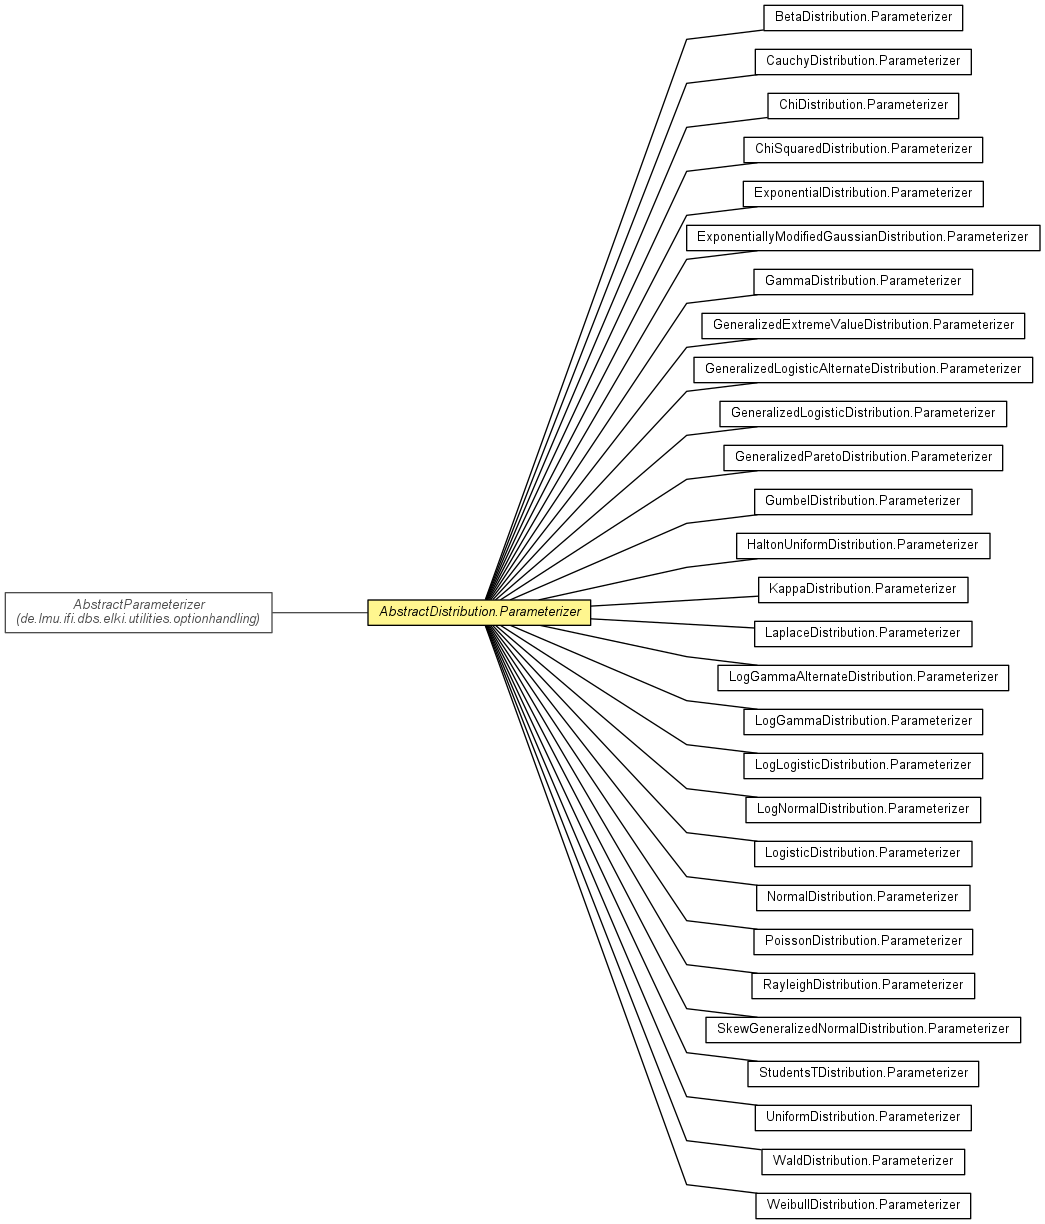 BetaDistribution.Parameterizer
CauchyDistribution.Parameterizer
ChiDistribution.Parameterizer
ChiSquaredDistribution.Parameterizer
ExponentialDistribution.Parameterizer
ExponentiallyModifiedGaussianDistribution.Parameterizer
GammaDistribution.Parameterizer
GeneralizedExtremeValueDistribution.Parameterizer
GeneralizedLogisticAlternateDistribution.Parameterizer
GeneralizedLogisticDistribution.Parameterizer
GeneralizedParetoDistribution.Parameterizer
GumbelDistribution.Parameterizer
HaltonUniformDistribution.Parameterizer
KappaDistribution.Parameterizer
AbstractParameterizer
(de.lmu.ifi.dbs.elki.utilities.optionhandling)
AbstractDistribution.Parameterizer
LaplaceDistribution.Parameterizer
LogGammaAlternateDistribution.Parameterizer
LogGammaDistribution.Parameterizer
LogLogisticDistribution.Parameterizer
LogNormalDistribution.Parameterizer
LogisticDistribution.Parameterizer
NormalDistribution.Parameterizer
PoissonDistribution.Parameterizer
RayleighDistribution.Parameterizer
SkewGeneralizedNormalDistribution.Parameterizer
StudentsTDistribution.Parameterizer
UniformDistribution.Parameterizer
WaldDistribution.Parameterizer
WeibullDistribution.Parameterizer